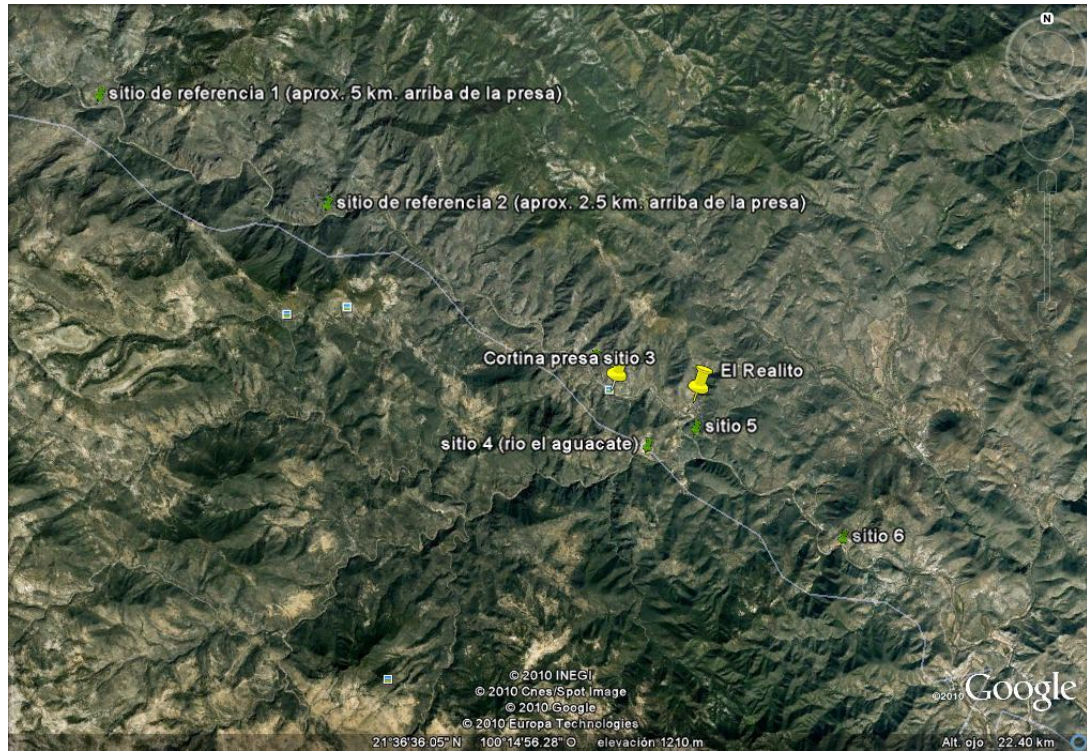 N
sitio de referencia 1 (aprox. 5 km. arriba de la presa)
sitio de referencia 2 (aprox. 2.5 km. arriba de la presa)
Cortina presa sitio 3
El Realito
sitio 5
sitio 4 (rio el aguacate)
sitio 6
© 2010 INEGI
© 2010 Cnes/Spot Image
© 2010 Google
© 2010 Europa Technologies
©2010 Google
21°36'36.05" N 100°14'56.28" O elevación 1210 m Alt. ojo 22.40 km